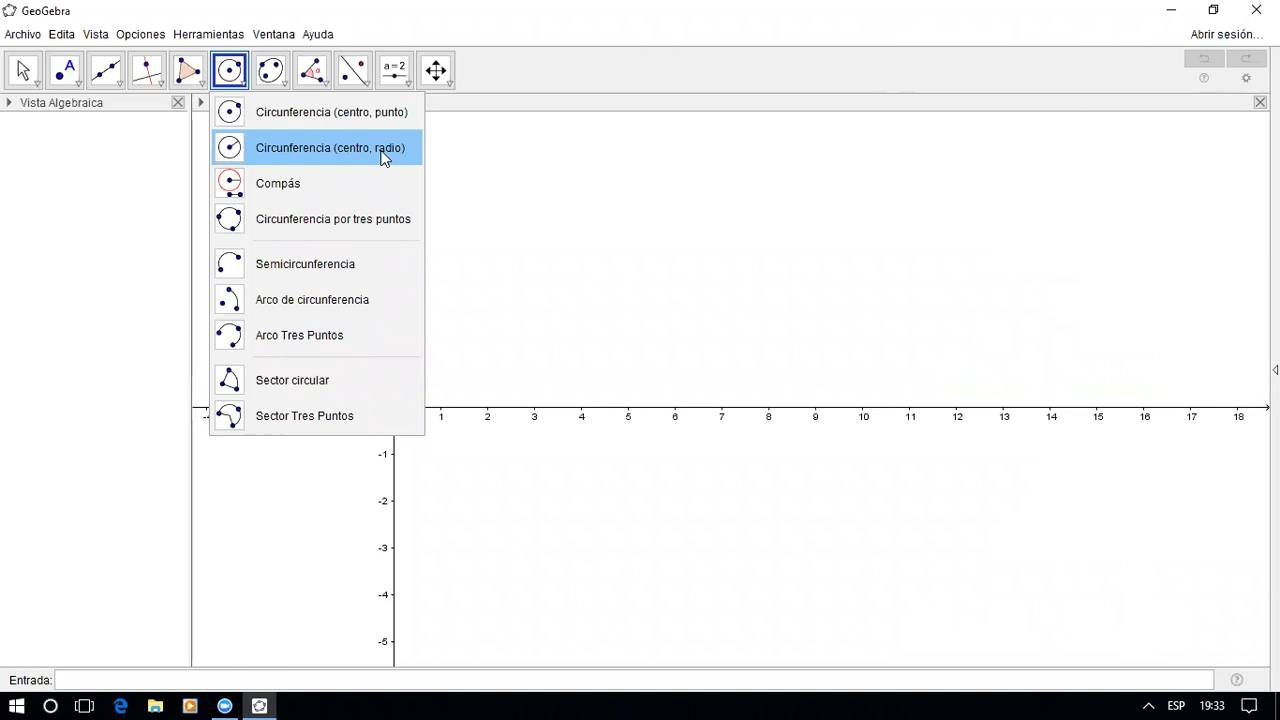 GeoGebra
Archivo Edita Vista Opciones Herramientas Ventana Ayuda Abrir sesión...
A
α
a = 2
Vista Algebraica
Circunferencia (centro, punto)
Circunferencia (centro, radio)
Compás
Circunferencia por tres puntos
Semicircunferencia
Arco de circunferencia
Arco Tres Puntos
Sector circular
Sector Tres Puntos
1 2 3 4 5 6 7 8 9 10 11 12 13 14 15 16 17 18
-1
-2
-3
-4
-5
Entrada:
ESP 19:33